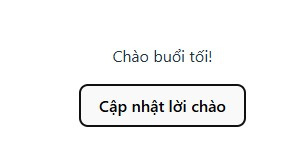 Chào buổi tối!
Cập nhật lời chào